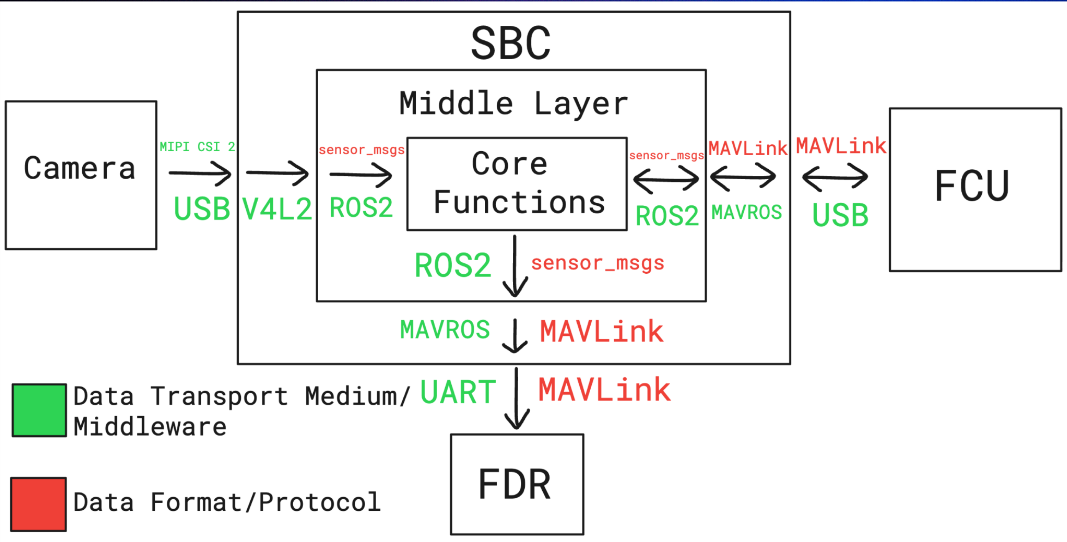 SBC
Middle Layer
Camera
MIPI CSI 2
USB
V4L2
sensor_msgs
ROS2
Core
Functions
sensor_msgs
ROS2
MAVLink
MAVROS
MAVLink
USB
FCU
ROS2
sensor_msgs
MAVROS
MAVLink
UART
MAVLink
FDR
Data Transport Medium/
Middleware
Data Format/Protocol